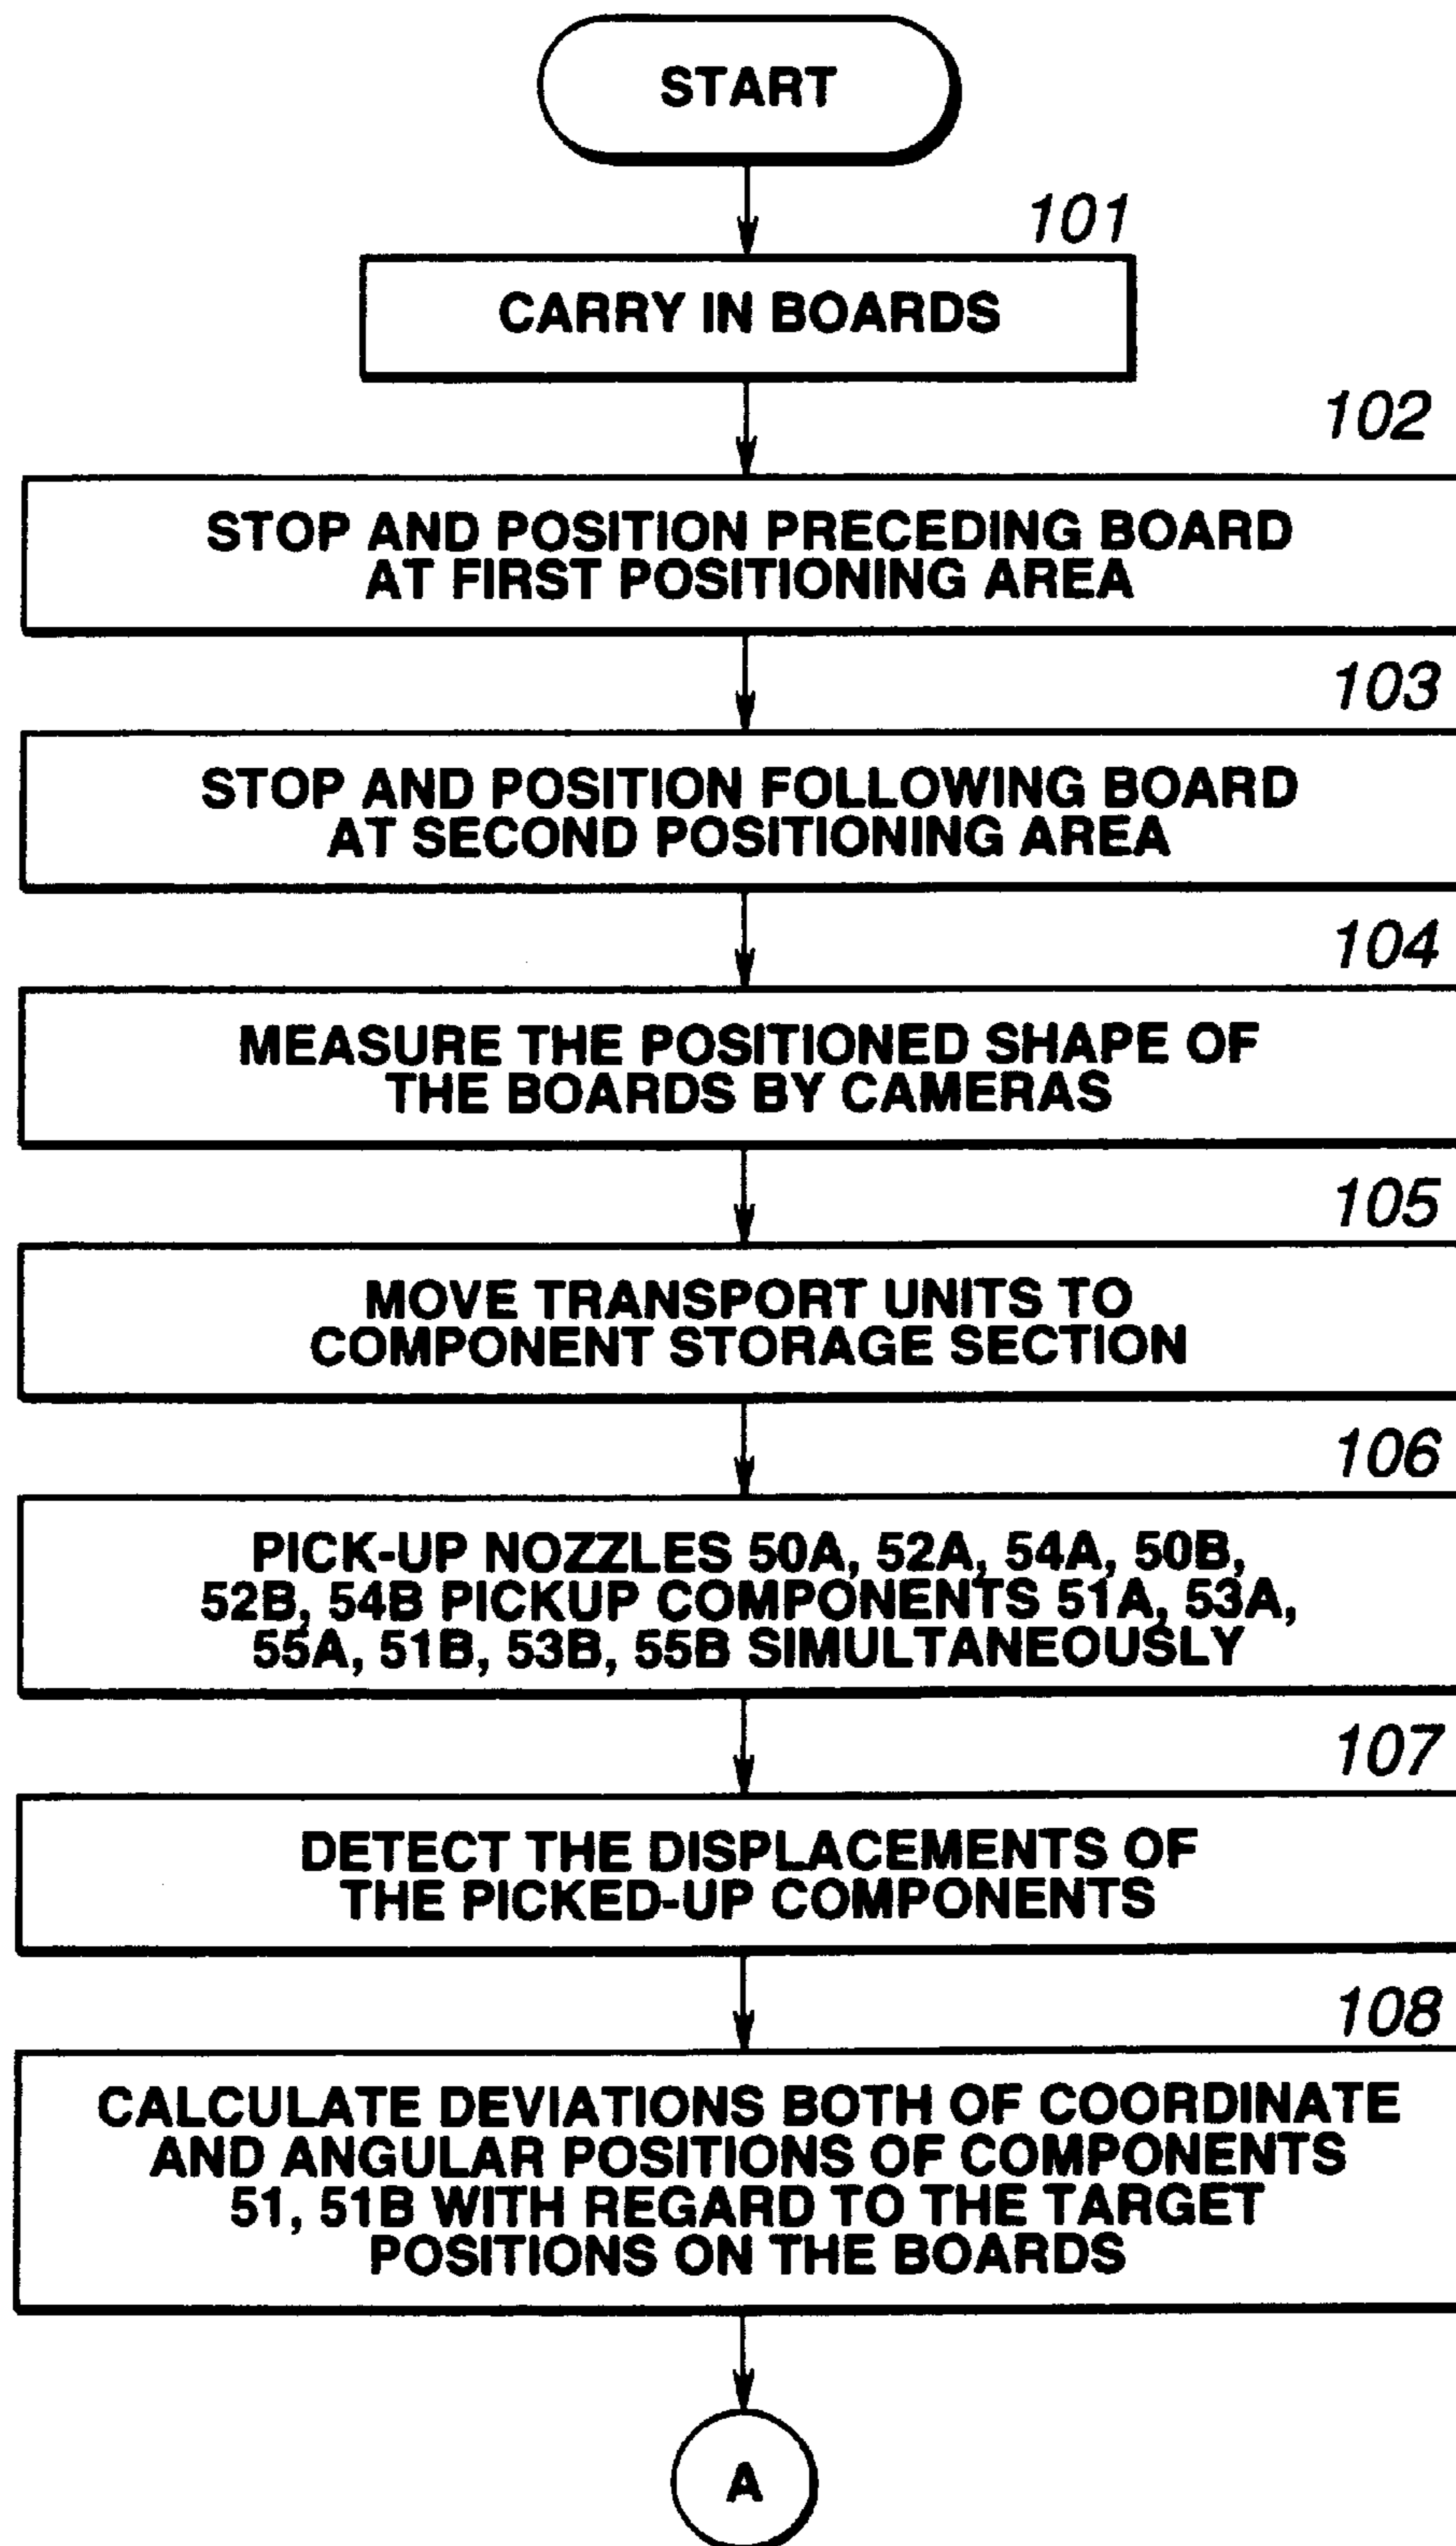 START
101
CARRY IN BOARDS
102
STOP AND POSITION PRECEDING BOARD
AT FIRST POSITIONING AREA
103
STOP AND POSITION FOLLOWING BOARD
AT SECOND POSITIONING AREA
104
MEASURE THE POSITIONED SHAPE OF
THE BOARDS BY CAMERAS
105
MOVE TRANSPORT UNITS TO
COMPONENT STORAGE SECTION
106
PICK-UP NOZZLES 50A, 52A, 54A, 50B,
52B, 54B PICKUP COMPONENTS 51A, 53A,
55A, 51B, 53B, 55B SIMULTANEOUSLY
107
DETECT THE DISPLACEMENTS OF
THE PICKED-UP COMPONENTS
108
CALCULATE DEVIATIONS BOTH OF COORDINATE
AND ANGULAR POSITIONS OF COMPONENTS
51, 51B WITH REGARD TO THE TARGET
POSITIONS ON THE BOARDS
A